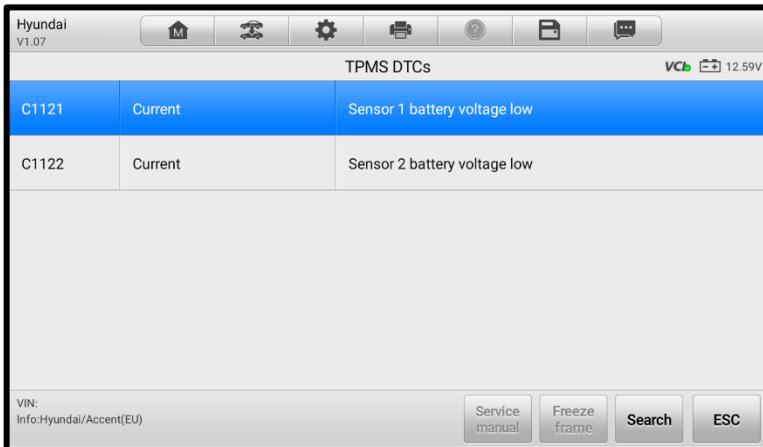 Hyundai
V1.07
M
?
TPMS DTCs
VCI
12.59V
C1121 Current Sensor 1 battery voltage low
C1122 Current Sensor 2 battery voltage low
VIN:
Info:Hyundai/Accent(EU)
Service
manual
Freeze
frame
Search
ESC